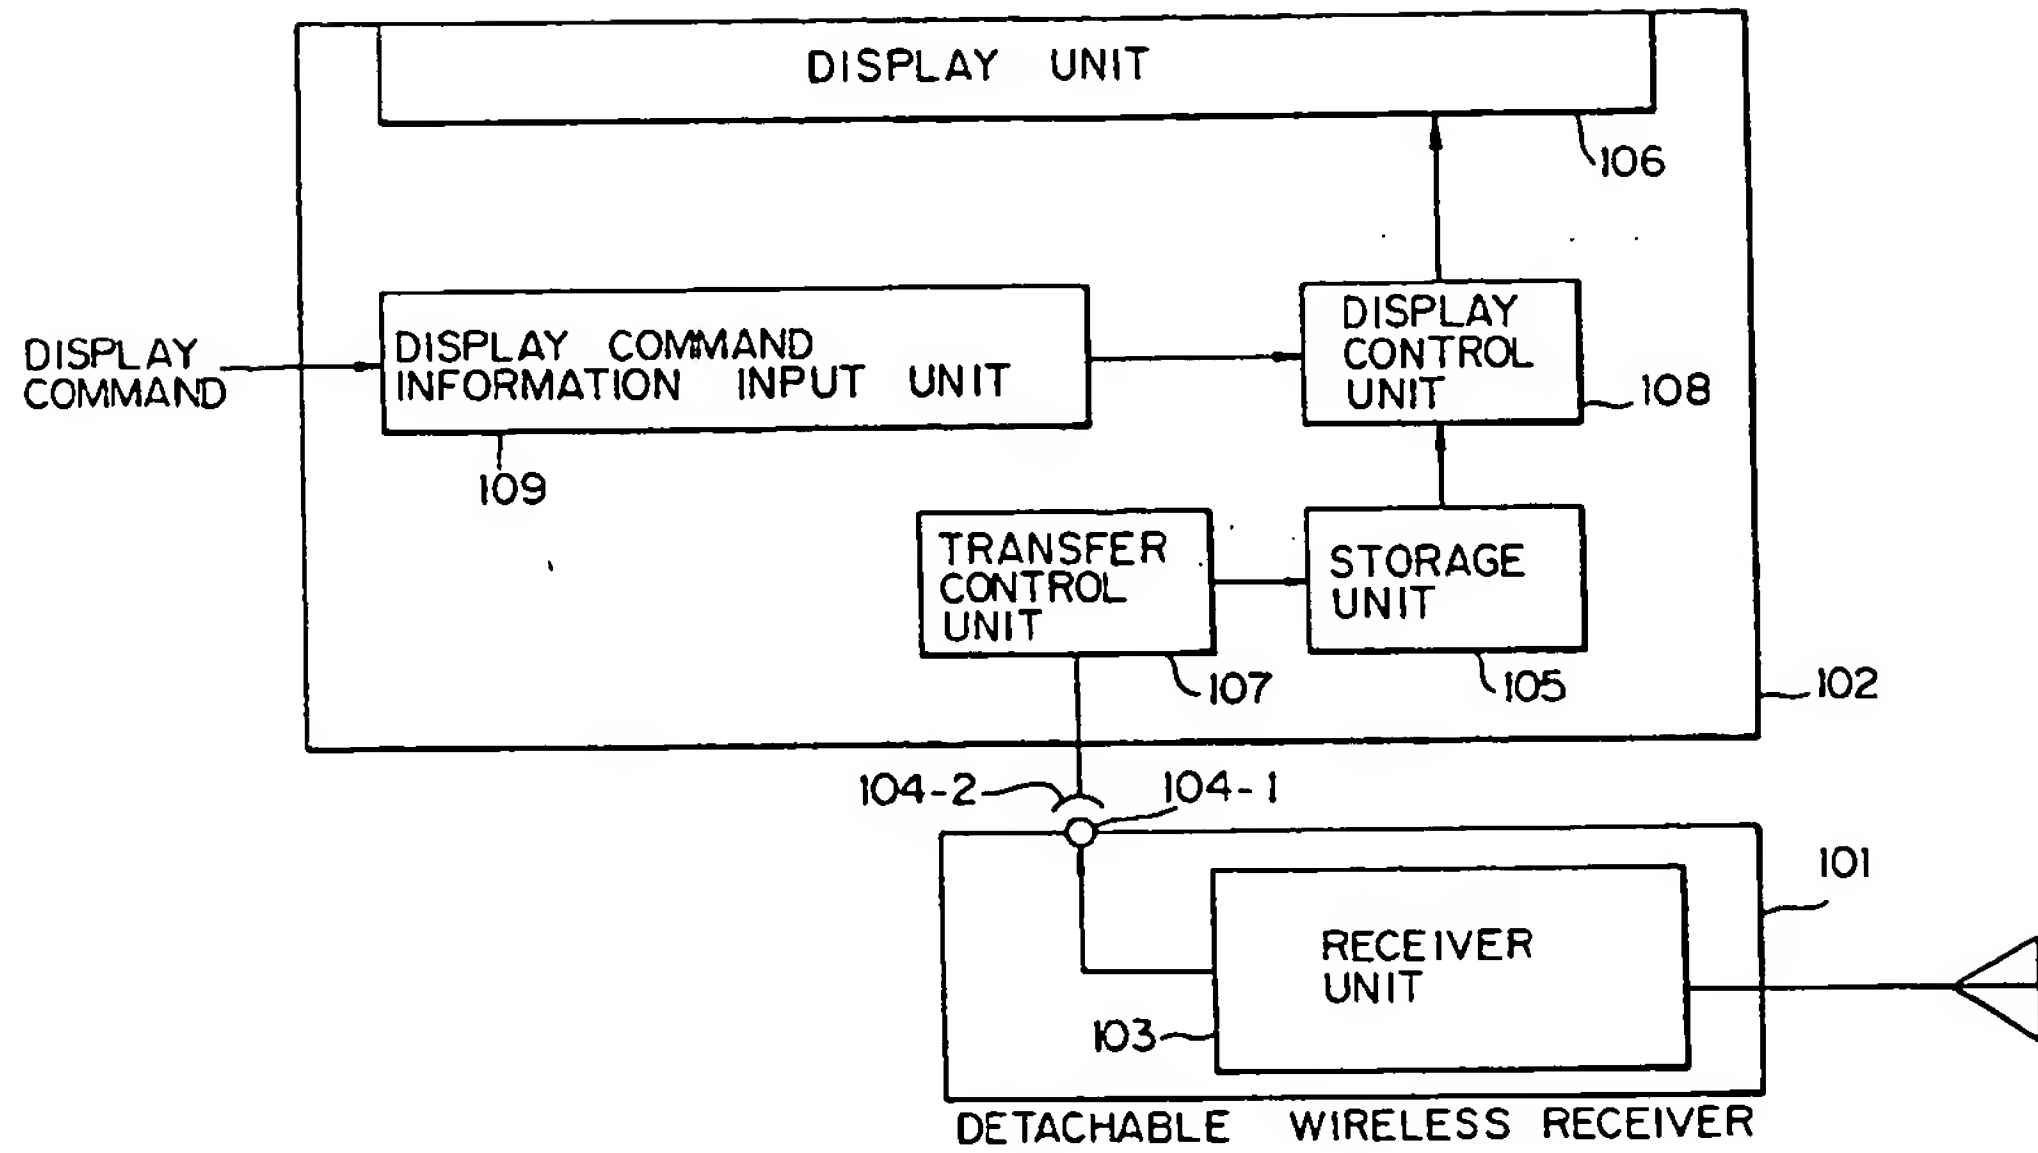 DISPLAY UNIT
106
DISPLAY
COMMAND
DISPLAY COMMAND
INFORMATION INPUT UNIT
109
DISPLAY
CONTROL
UNIT
108
TRANSFER
CONTROL
UNIT
107
STORAGE
UNIT
105
102
104-2
104-1
101
RECEIVER
UNIT
103
DETACHABLE WIRELESS RECEIVER